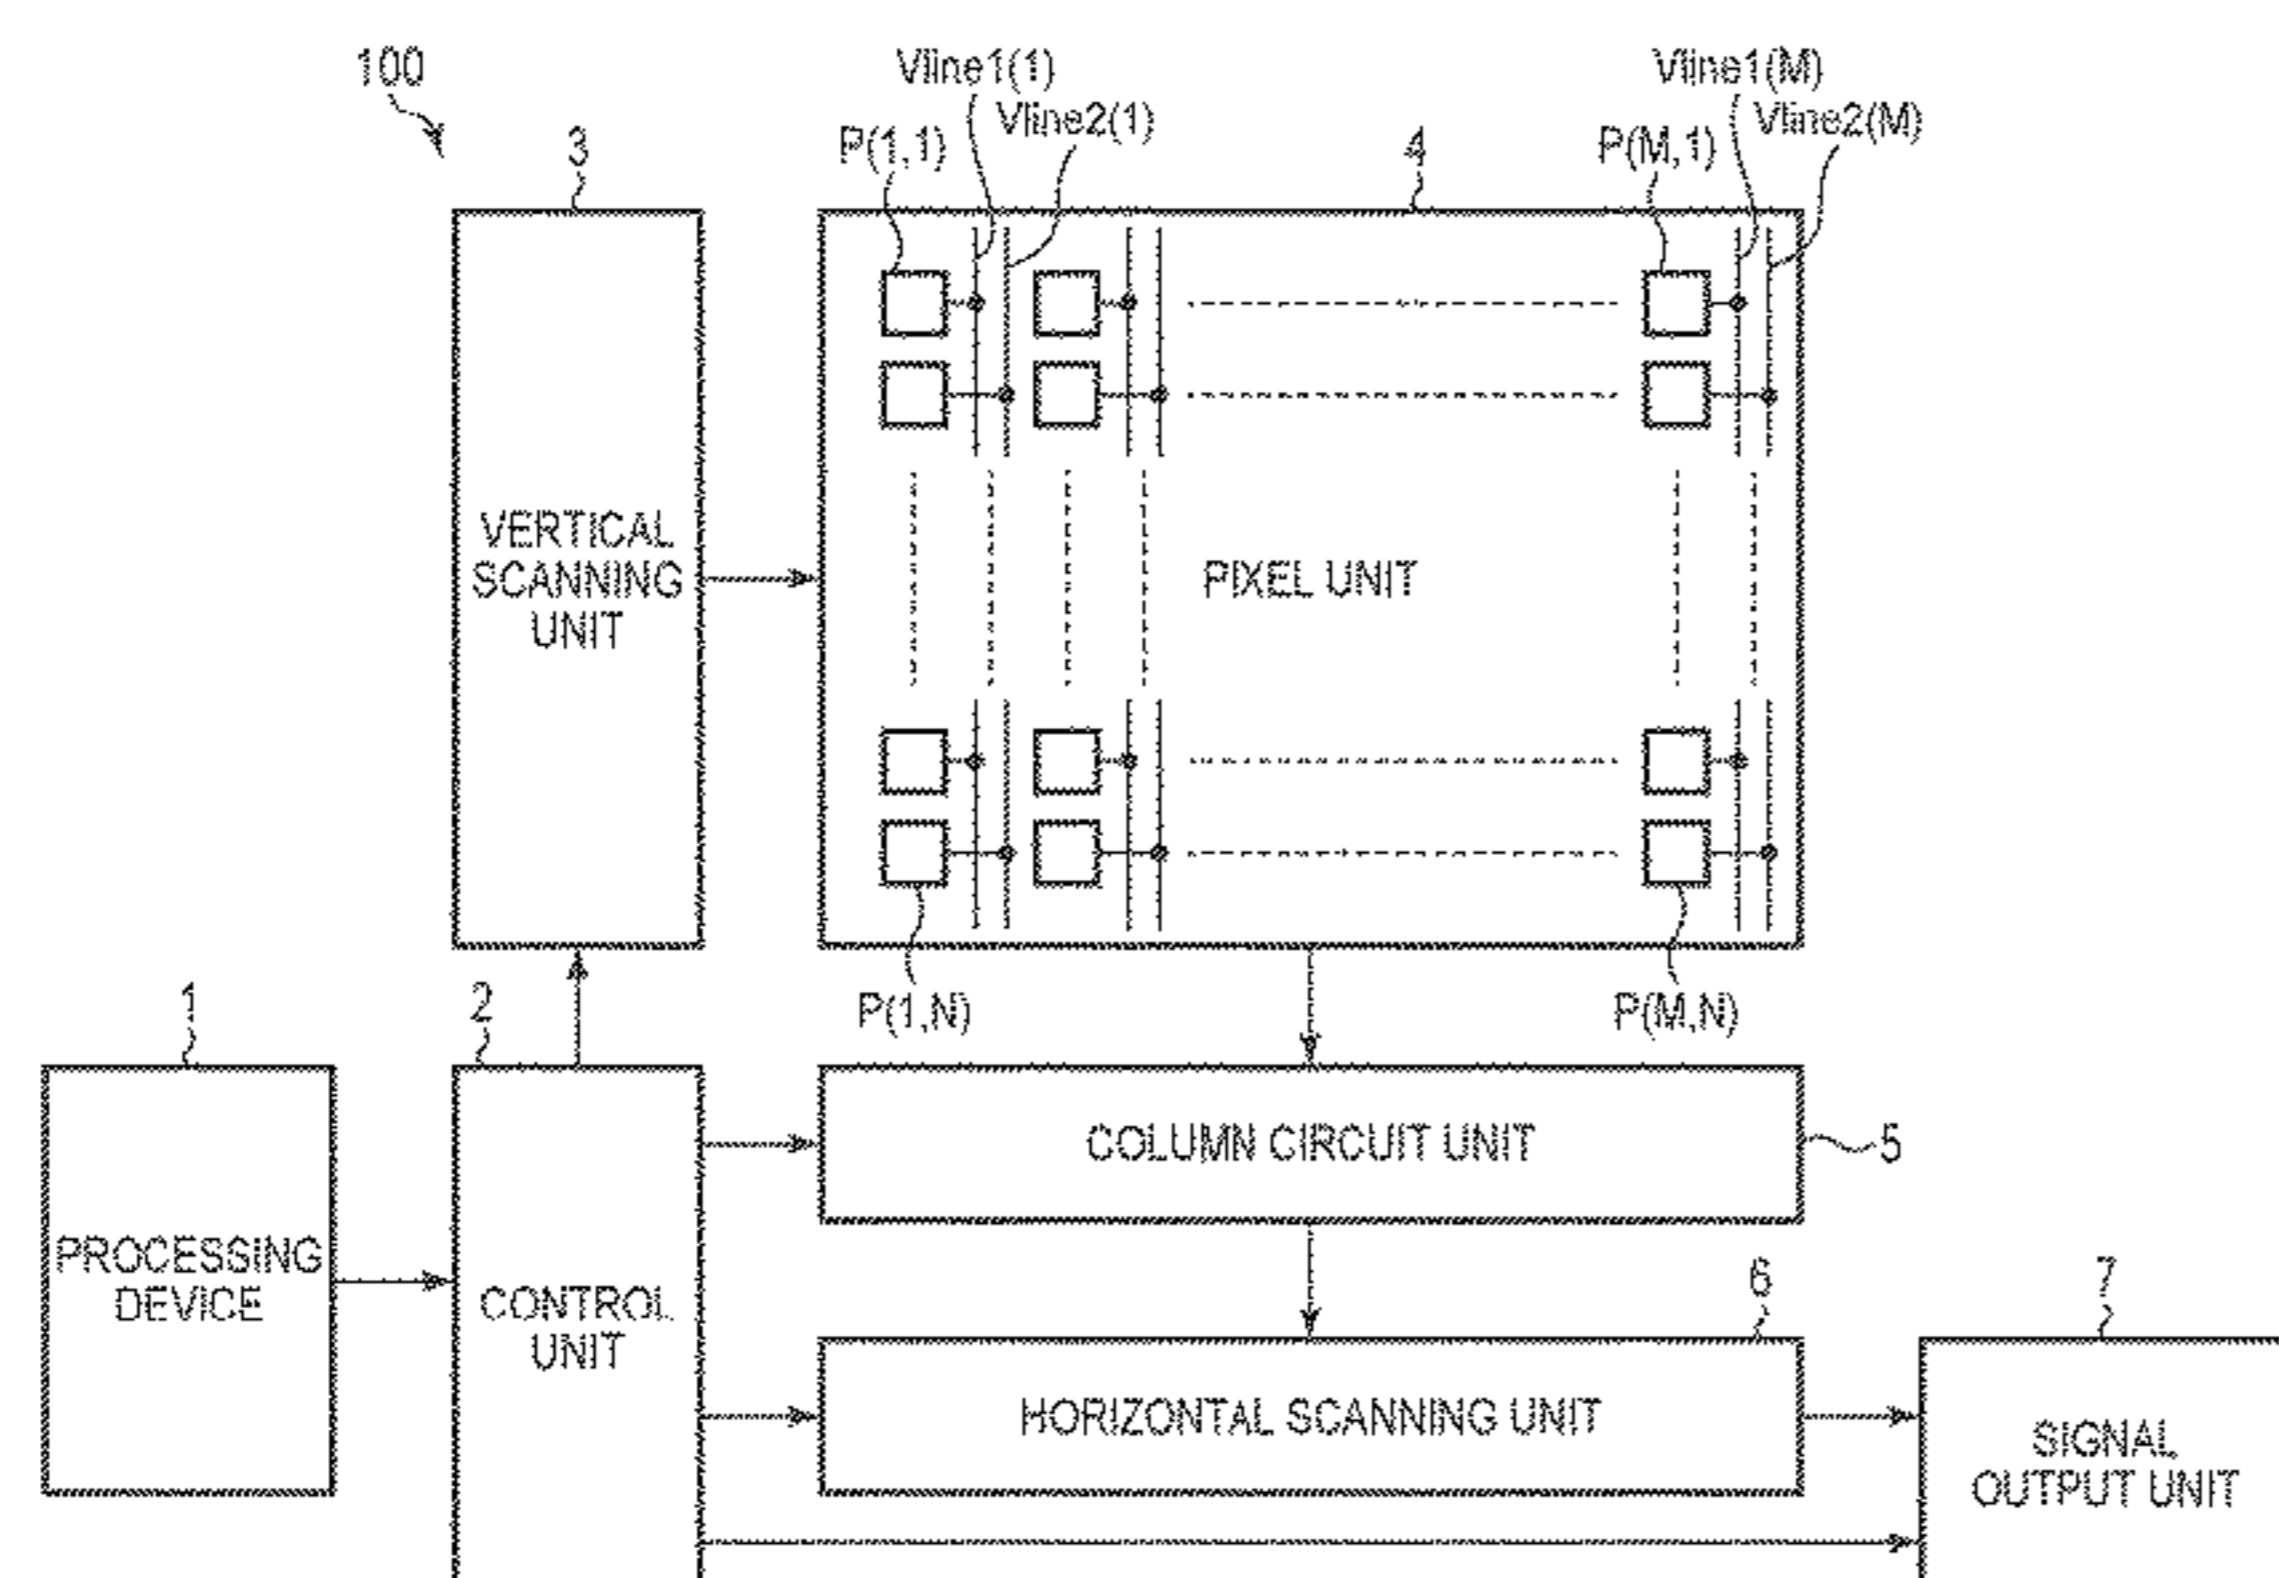 100
Vline1(1)
Vline1(M)
Vline2(1)
Vline2(M)
3
P(1,1)
4
P(M,1)
VERTICAL
SCANNING
UNIT
PIXEL UNIT
1
2
P(1,N)
P(M,N)
COLUMN CIRCUIT UNIT
5
PROCESSING
DEVICE
CONTROL
UNIT
6
7
HORIZONTAL SCANNING UNIT
SIGNAL
OUTPUT UNIT